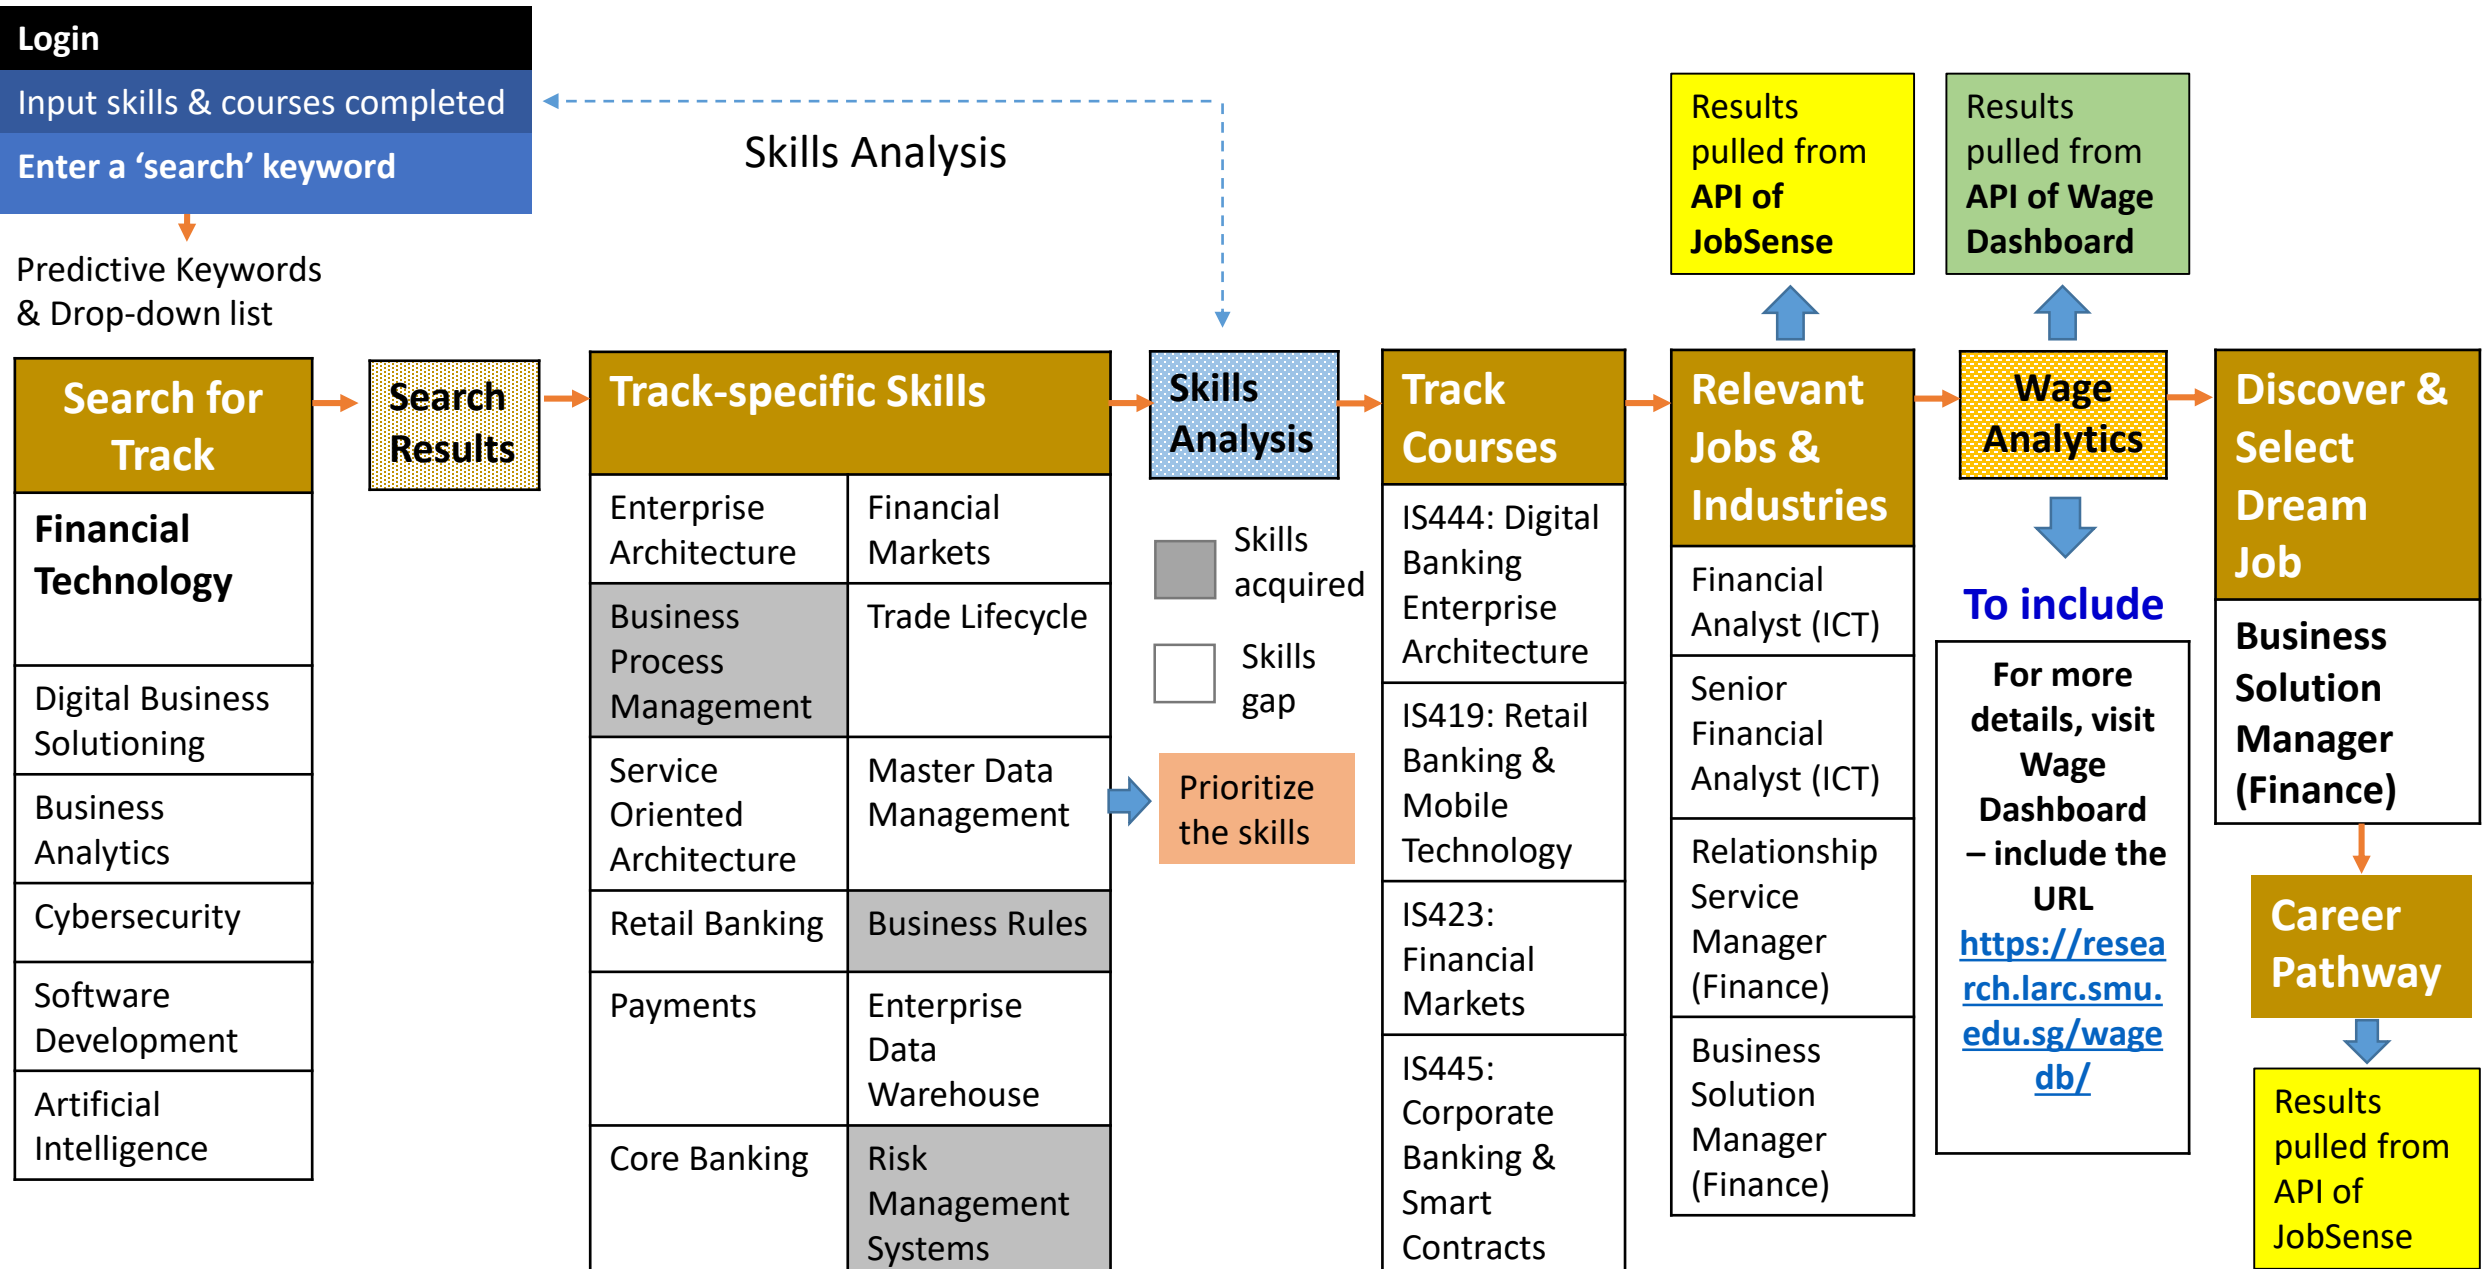 Login
Input skills & courses completed
Enter a ‘search’ keyword
Predictive Keywords
& Drop-down list
Skills Analysis
Search for
Track
Financial
Technology
Digital Business
Solutioning
Business
Analytics
Cybersecurity
Software
Development
Artificial
Intelligence
Search
Results
Track-specific Skills
Enterprise
Architecture
Financial
Markets
Business
Process
Management
Trade Lifecycle
Service
Oriented
Architecture
Master Data
Management
Retail Banking
Business Rules
Payments
Enterprise
Data
Warehouse
Core Banking
Risk
Management
Systems
Skills
Analysis
Skills
acquired
Skills
gap
Prioritize
the skills
Track
Courses
IS444: Digital
Banking
Enterprise
Architecture
IS419: Retail
Banking &
Mobile
Technology
IS423:
Financial
Markets
IS445:
Corporate
Banking &
Smart
Contracts
Results
pulled from
API of
JobSense
Relevant
Jobs &
Industries
Financial
Analyst (ICT)
Senior
Financial
Analyst (ICT)
Relationship
Service
Manager
(Finance)
Business
Solution
Manager
(Finance)
Results
pulled from
API of Wage
Dashboard
Wage
Analytics
To include
For more
details, visit
Wage
Dashboard
– include the
URL
https://resea
rch.larc.smu.
edu.sg/wage
db/
Discover &
Select
Dream
Job
Business
Solution
Manager
(Finance)
Career
Pathway
Results
pulled from
API of
JobSense